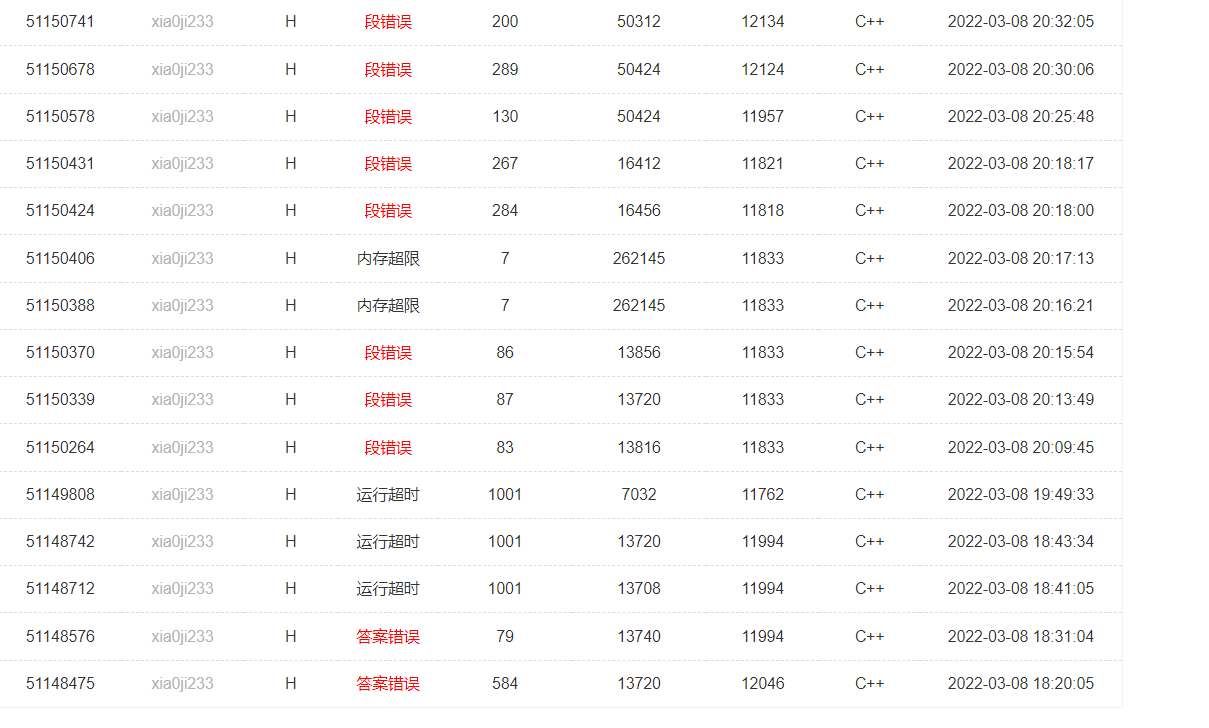 51150741 xia0ji233 H 段错误 200 50312 12134 C++ 2022-03-08 20:32:05
51150678 xia0ji233 H 段错误 289 50424 12124 C++ 2022-03-08 20:30:06
51150578 xia0ji233 H 段错误 130 50424 11957 C++ 2022-03-08 20:25:48
51150431 xia0ji233 H 段错误 267 16412 11821 C++ 2022-03-08 20:18:17
51150424 xia0ji233 H 段错误 284 16456 11818 C++ 2022-03-08 20:18:00
51150406 xia0ji233 H 内存超限 7 262145 11833 C++ 2022-03-08 20:17:13
51150388 xia0ji233 H 内存超限 7 262145 11833 C++ 2022-03-08 20:16:21
51150370 xia0ji233 H 段错误 86 13856 11833 C++ 2022-03-08 20:15:54
51150339 xia0ji233 H 段错误 87 13720 11833 C++ 2022-03-08 20:13:49
51150264 xia0ji233 H 段错误 83 13816 11833 C++ 2022-03-08 20:09:45
51149808 xia0ji233 H 运行超时 1001 7032 11762 C++ 2022-03-08 19:49:33
51148742 xia0ji233 H 运行超时 1001 13720 11994 C++ 2022-03-08 18:43:34
51148712 xia0ji233 H 运行超时 1001 13708 11994 C++ 2022-03-08 18:41:05
51148576 xia0ji233 H 答案错误 79 13740 11994 C++ 2022-03-08 18:31:04
51148475 xia0ji233 H 答案错误 584 13720 12046 C++ 2022-03-08 18:20:05